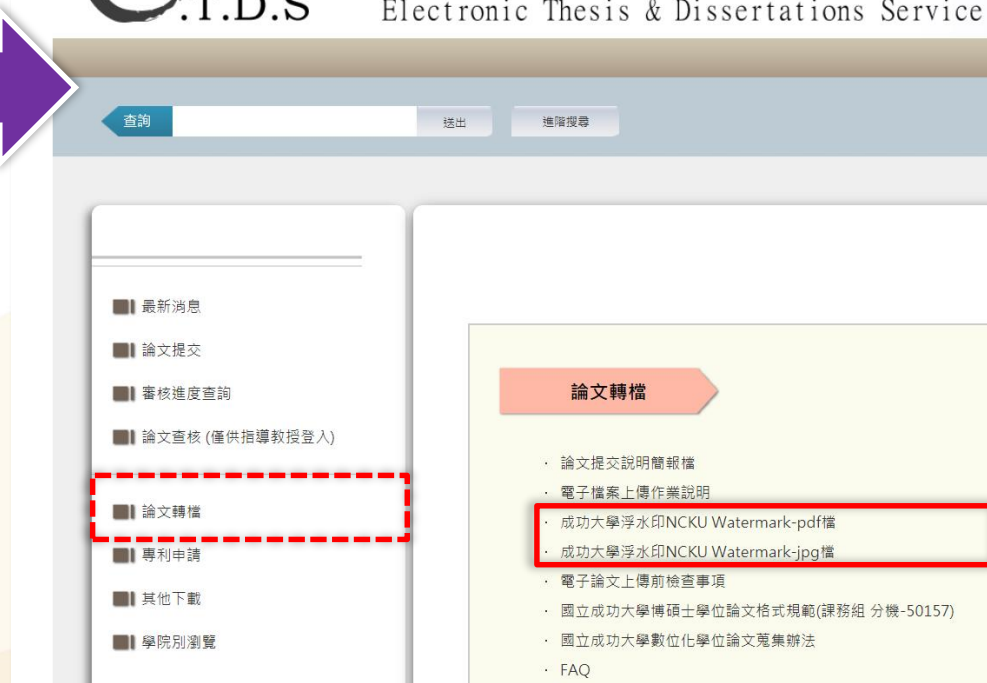 .T.D.S
Electronic Thesis & Dissertations Service
查詢
送出
進階搜尋
最新消息
論文提交
審核進度查詢
論文查核 (僅供指導教授登入)
論文轉檔
專利申請
其他下載
學院別瀏覽
論文轉檔
· 論文提交說明簡報檔
· 電子檔案上傳作業說明
· 成功大學浮水印NCKU Watermark-pdf檔
· 成功大學浮水印NCKU Watermark-jpg檔
· 電子論文上傳前檢查事項
· 國立成功大學博碩士學位論文格式規範(課務組 分機-50157)
· 國立成功大學數位化學位論文蒐集辦法
· FAQ